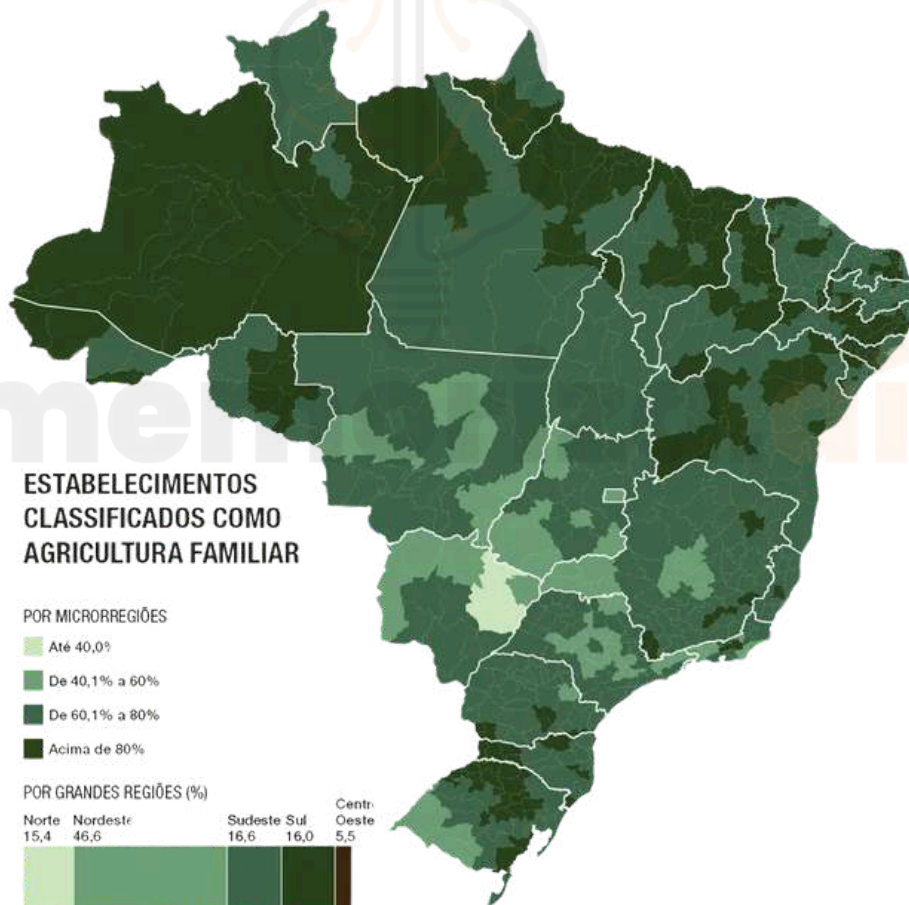 ESTABELECIMENTOS
CLASSIFICADOS COMO
AGRICULTURA FAMILIAR
POR MICRORREGIÕES
Até 40,0%
De 40,1% a 60%
De 60,1% a 80%
Acima de 80%
POR GRANDES REGIÕES (%)
Norte Nordeste Sudeste Sul Centr Oeste
15,4 46,6 16,6 16,0 5,5